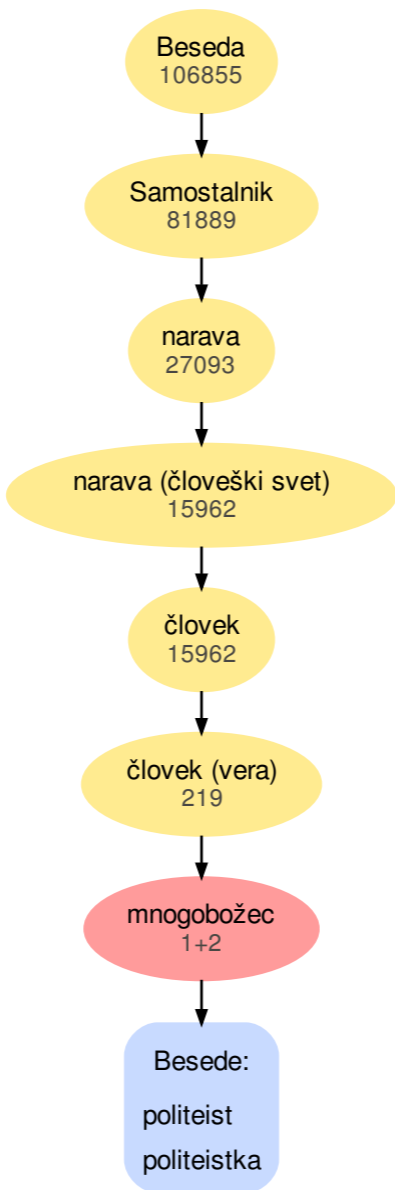 Beseda
106855
Samostalnik
81889
narava
27093
narava (človeški svet)
15962
človek
15962
človek (vera)
219
mnogobožec
1+2
Besede:
politeist
politeistka